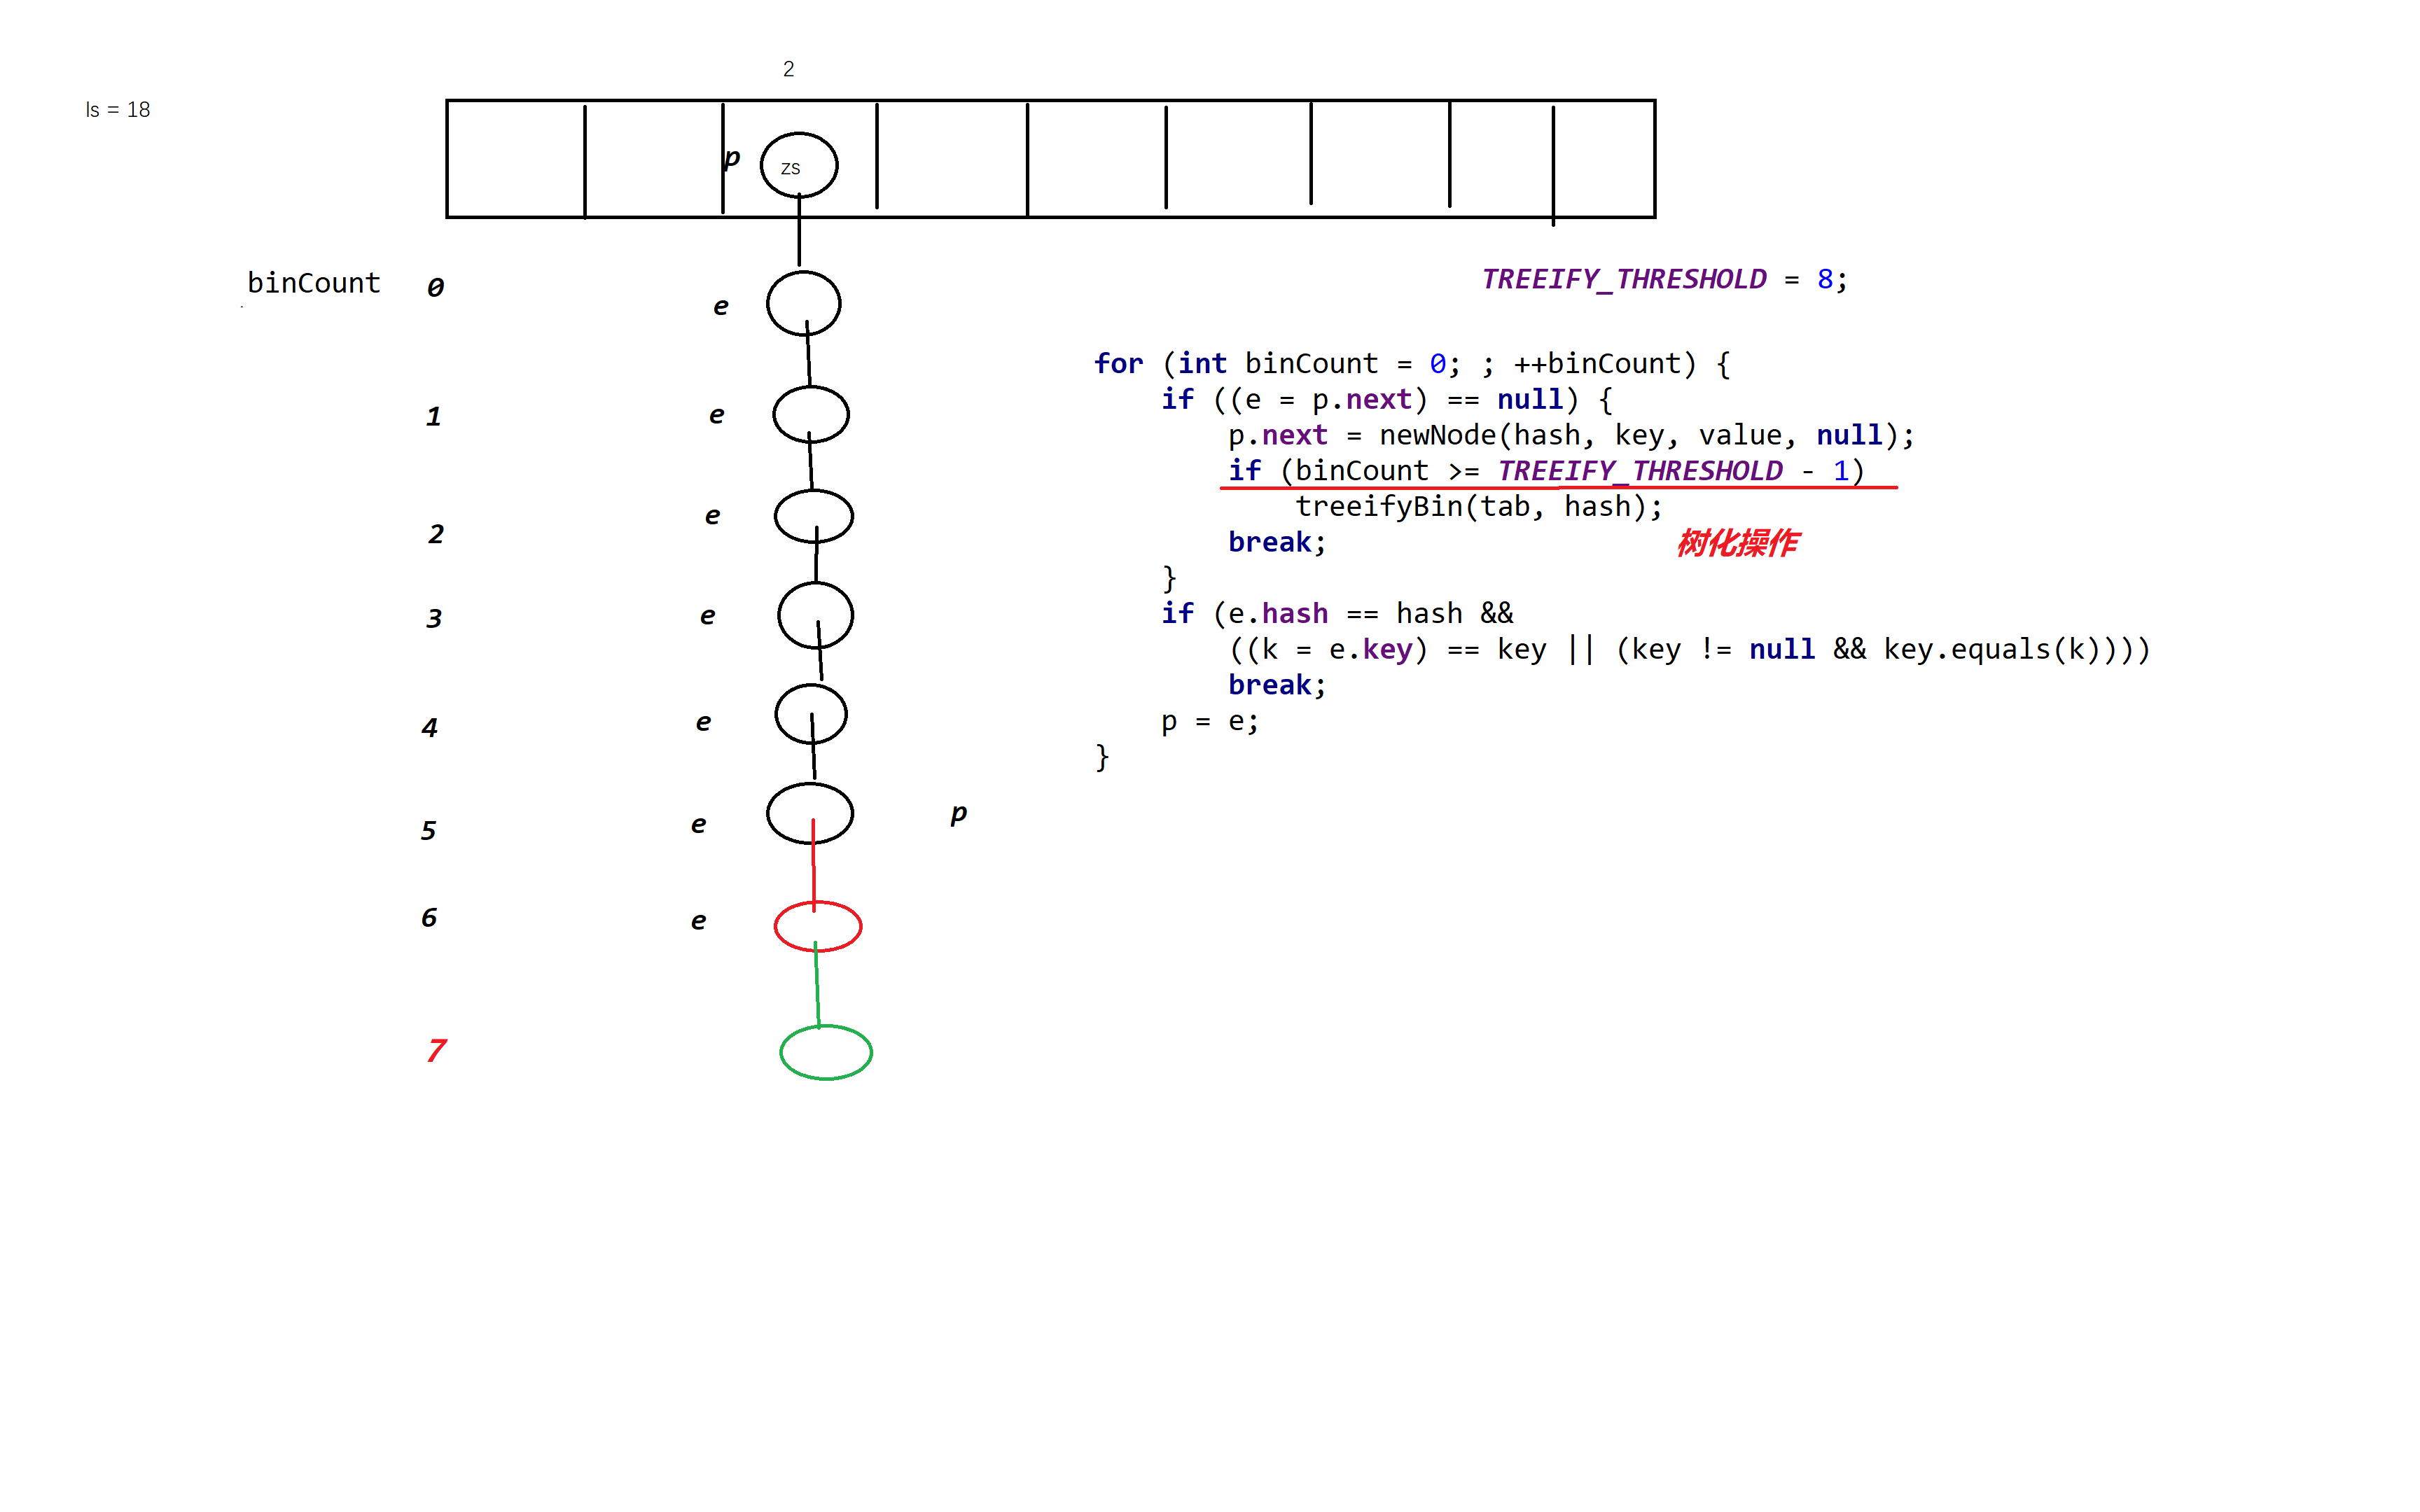 2
ls = 18
p
zs
binCount 0
e
1
e
2
e
3
e
4
e
5
e
p
6
e
7
TREEIFY_THRESHOLD = 8;
for (int binCount = 0; ; ++binCount) {
if ((e = p.next) == null) {
p.next = newNode(hash, key, value, null);
if (binCount >= TREEIFY_THRESHOLD - 1)
treeifyBin(tab, hash);
break;
树化操作
}
if (e.hash == hash &&
((k = e.key) == key || (key != null && key.equals(k))))
break;
p = e;
}